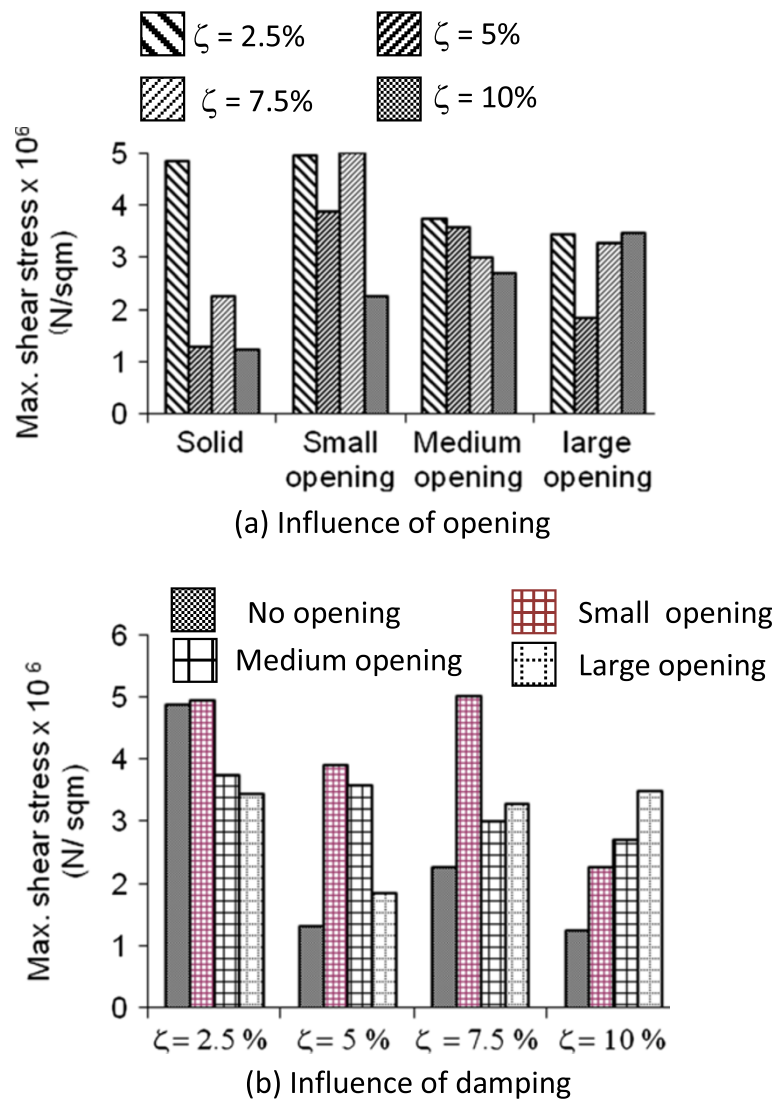 ζ = 2.5% ζ = 5%
ζ = 7.5% ζ = 10%
Max. shear stress x 10⁶
(N/sqm)
5
4
3
2
1
0
Solid Small opening Medium opening large opening
(a) Influence of opening
No opening Small opening
Medium opening Large opening
Max. shear stress x 10⁶
(N/ sqm)
6
5
4
3
2
1
0
ζ= 2.5 % ζ= 5 % ζ = 7.5 % ζ= 10 %
(b) Influence of damping